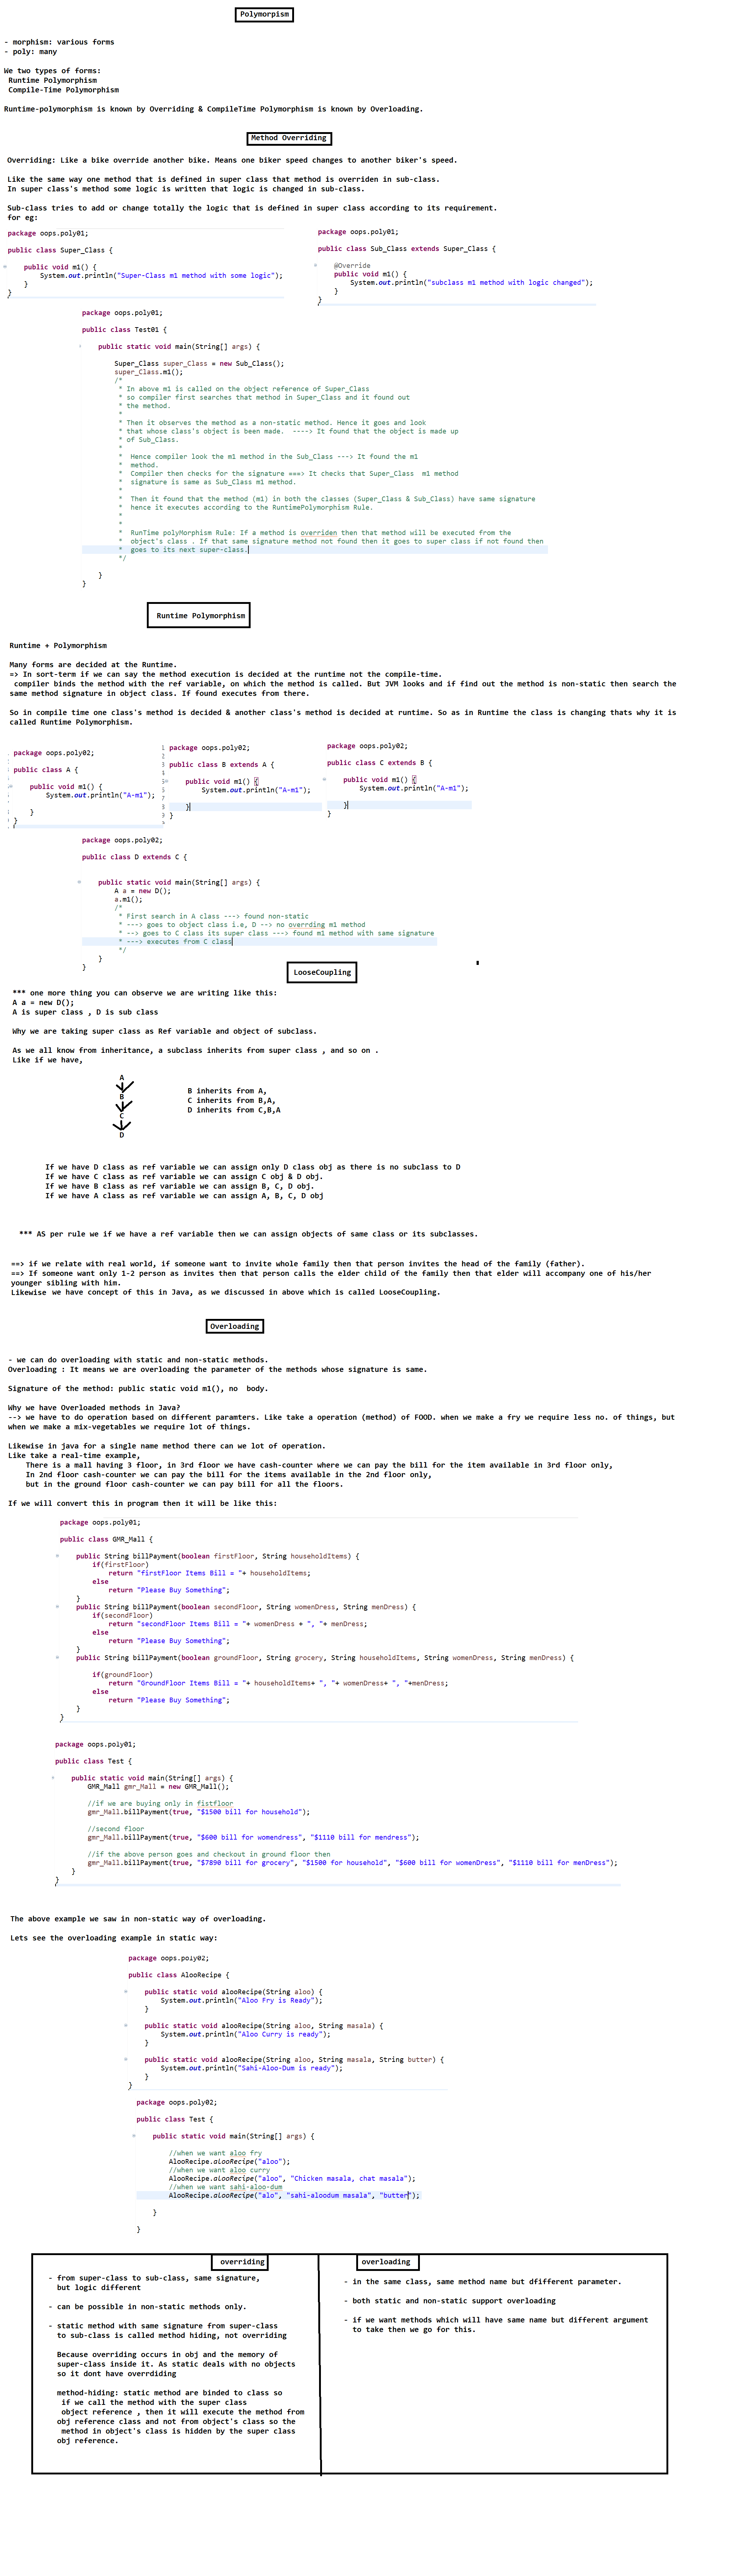 Polymorpism
- morphism: various forms
- poly: many
We two types of forms:
Runtime Polymorphism
Compile-Time Polymorphism
Runtime-polymorphism is known by Overriding & CompileTime Polymorphism is known by Overloading.
Method Overriding
Overriding: Like a bike override another bike. Means one biker speed changes to another biker's speed.
Like the same way one method that is defined in super class that method is overriden in sub-class.
In super class's method some logic is written that logic is changed in sub-class.
Sub-class tries to add or change totally the logic that is defined in super class according to its requirement.
for eg:
package oops.poly01;
public class Super_Class {
public void m1() {
System.out.println("Super-Class m1 method with some logic");
}
}
package oops.poly01;
public class Sub_Class extends Super_Class {
@Override
public void m1() {
System.out.println("subclass m1 method with logic changed");
}
}
package oops.poly01;
public class Test01 {
public static void main(String[] args) {
Super_Class super_Class = new Sub_Class();
super_Class.m1();
/*
* In above m1 is called on the object reference of Super_Class
* so compiler first searches that method in Super_Class and it found out
* the method.
*
* Then it observes the method as a non-static method. Hence it goes and look
* that whose class's object is been made. ----> It found that the object is made up
* of Sub_Class.
*
* Hence compiler look the m1 method in the Sub_Class ---> It found the m1
* method.
* Compiler then checks for the signature ===> It checks that Super_Class m1 method
* signature is same as Sub_Class m1 method.
*
* Then it found that the method (m1) in both the classes (Super_Class & Sub_Class) have same signature
* hence it executes according to the RuntimePolymorphism Rule.
*
*
* RunTime polyMorphism Rule: If a method is overriden then that method will be executed from the
* object's class . If that same signature method not found then it goes to super class if not found then
* goes to its next super-class.
*/
}
}
Runtime Polymorphism
Runtime + Polymorphism
Many forms are decided at the Runtime.
=> In sort-term if we can say the method execution is decided at the runtime not the compile-time.
compiler binds the method with the ref variable, on which the method is called. But JVM looks and if find out the method is non-static then search the
same method signature in object class. If found executes from there.
So in compile time one class's method is decided & another class's method is decided at runtime. So as in Runtime the class is changing thats why it is
called Runtime Polymorphism.
package oops.poly02;
public class A {
public void m1() {
System.out.println("A-m1");
}
}
1
2
3
4
5
6
7
8
9
package oops.poly02;
public class B extends A {
public void m1() {
System.out.println("A-m1");
}
}
package oops.poly02;
public class C extends B {
public void m1() {
System.out.println("A-m1");
}
}
package oops.poly02;
public class D extends C {
public static void main(String[] args) {
A a = new D();
a.m1();
/*
* First search in A class ---> found non-static
* ---> goes to object class i.e, D --> no overrding m1 method
* --> goes to C class its super class ---> found m1 method with same signature
* ---> executes from C class
*/
}
}
LooseCoupling
*** one more thing you can observe we are writing like this:
A a = new D();
A is super class , D is sub class
Why we are taking super class as Ref variable and object of subclass.
As we all know from inheritance, a subclass inherits from super class , and so on .
Like if we have,
A
B
C
D
B inherits from A,
C inherits from B,A,
D inherits from C,B,A
If we have D class as ref variable we can assign only D class obj as there is no subclass to D
If we have C class as ref variable we can assign C obj & D obj.
If we have B class as ref variable we can assign B, C, D obj.
If we have A class as ref variable we can assign A, B, C, D obj
*** AS per rule we if we have a ref variable then we can assign objects of same class or its subclasses.
==> if we relate with real world, if someone want to invite whole family then that person invites the head of the family (father).
==> If someone want only 1-2 person as invites then that person calls the elder child of the family then that elder will accompany one of his/her
younger sibling with him.
Likewise we have concept of this in Java, as we discussed in above which is called LooseCoupling.
Overloading
- we can do overloading with static and non-static methods.
Overloading : It means we are overloading the parameter of the methods whose signature is same.
Signature of the method: public static void m1(), no body.
Why we have Overloaded methods in Java?
--> we have to do operation based on different paramters. Like take a operation (method) of FOOD. when we make a fry we require less no. of things, but
when we make a mix-vegetables we require lot of things.
Likewise in java for a single name method there can we lot of operation.
Like take a real-time example,
There is a mall having 3 floor, in 3rd floor we have cash-counter where we can pay the bill for the item available in 3rd floor only,
In 2nd floor cash-counter we can pay the bill for the items available in the 2nd floor only,
but in the ground floor cash-counter we can pay bill for all the floors.
If we will convert this in program then it will be like this:
package oops.poly01;
public class GMR_Mall {
public String billPayment(boolean firstFloor, String householdItems) {
if(firstFloor)
return "firstFloor Items Bill = "+ householdItems;
else
return "Please Buy Something";
}
public String billPayment(boolean secondFloor, String womenDress, String menDress) {
if(secondFloor)
return "secondFloor Items Bill = "+ womenDress + ", "+ menDress;
else
return "Please Buy Something";
}
public String billPayment(boolean groundFloor, String grocery, String householdItems, String womenDress, String menDress) {
if(groundFloor)
return "GroundFloor Items Bill = "+ householdItems+ ", "+ womenDress+ ", "+menDress;
else
return "Please Buy Something";
}
}
package oops.poly01;
public class Test {
public static void main(String[] args) {
GMR_Mall gmr_Mall = new GMR_Mall();
//if we are buying only in fistfloor
gmr_Mall.billPayment(true, "$1500 bill for household");
//second floor
gmr_Mall.billPayment(true, "$600 bill for womendress", "$1110 bill for mendress");
//if the above person goes and checkout in ground floor then
gmr_Mall.billPayment(true, "$7890 bill for grocery", "$1500 for household", "$600 bill for womenDress", "$1110 bill for menDress");
}
}
The above example we saw in non-static way of overloading.
Lets see the overloading example in static way:
package oops.poly02;
public class AlooRecipe {
public static void alooRecipe(String aloo) {
System.out.println("Aloo Fry is Ready");
}
public static void alooRecipe(String aloo, String masala) {
System.out.println("Aloo Curry is ready");
}
public static void alooRecipe(String aloo, String masala, String butter) {
System.out.println("Sahi-Aloo-Dum is ready");
}
}
package oops.poly02;
public class Test {
public static void main(String[] args) {
//when we want aloo fry
AlooRecipe.alooRecipe("aloo");
//when we want aloo curry
AlooRecipe.alooRecipe("aloo", "Chicken masala, chat masala");
//when we want sahi-aloo-dum
AlooRecipe.alooRecipe("alo", "sahi-aloodum masala", "butter");
}
}
overriding
- from super-class to sub-class, same signature,
but logic different
- can be possible in non-static methods only.
- static method with same signature from super-class
to sub-class is called method hiding, not overriding
Because overriding occurs in obj and the memory of
super-class inside it. As static deals with no objects
so it dont have overrdiding
method-hiding: static method are binded to class so
if we call the method with the super class
object reference , then it will execute the method from
obj reference class and not from object's class so the
method in object's class is hidden by the super class
obj reference.
overloading
- in the same class, same method name but dfifferent parameter.
- both static and non-static support overloading
- if we want methods which will have same name but different argument
to take then we go for this.